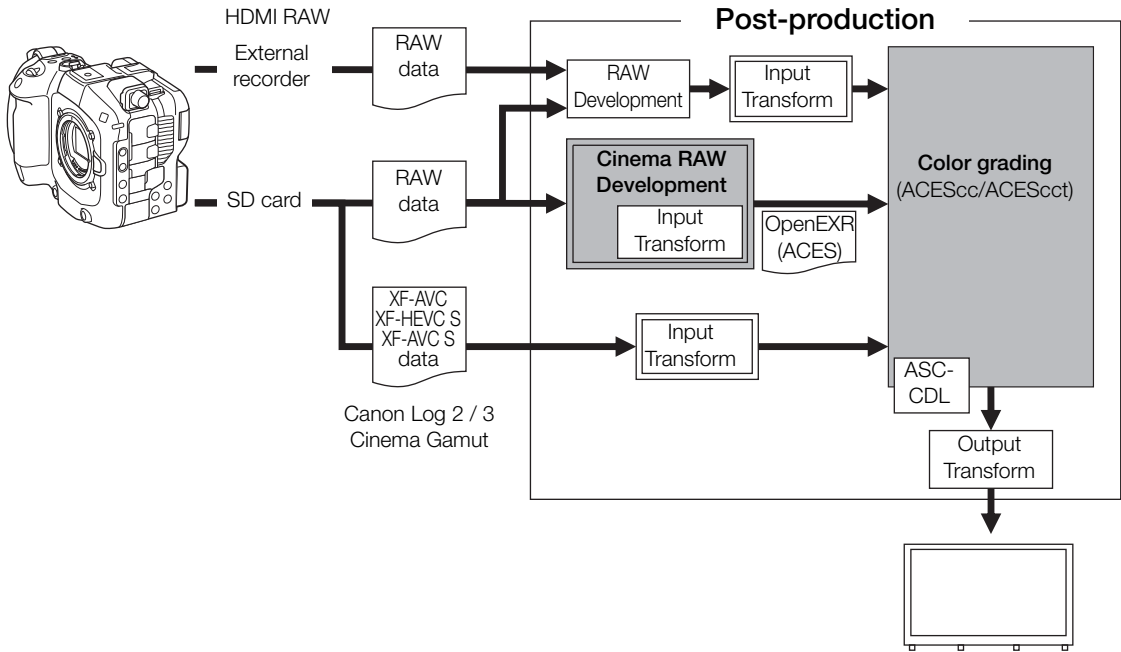 Post-production
HDMI RAW
External
recorder
RAW
data
RAW
Development
Input
Transform
SD card
RAW
data
Cinema RAW
Development
Input
Transform
OpenEXR
(ACES)
Color grading
(ACEScc/ACEScct)
XF-AVC
XF-HEVC S
XF-AVC S
data
Canon Log 2 / 3
Cinema Gamut
Input
Transform
ASC-
CDL
Output
Transform